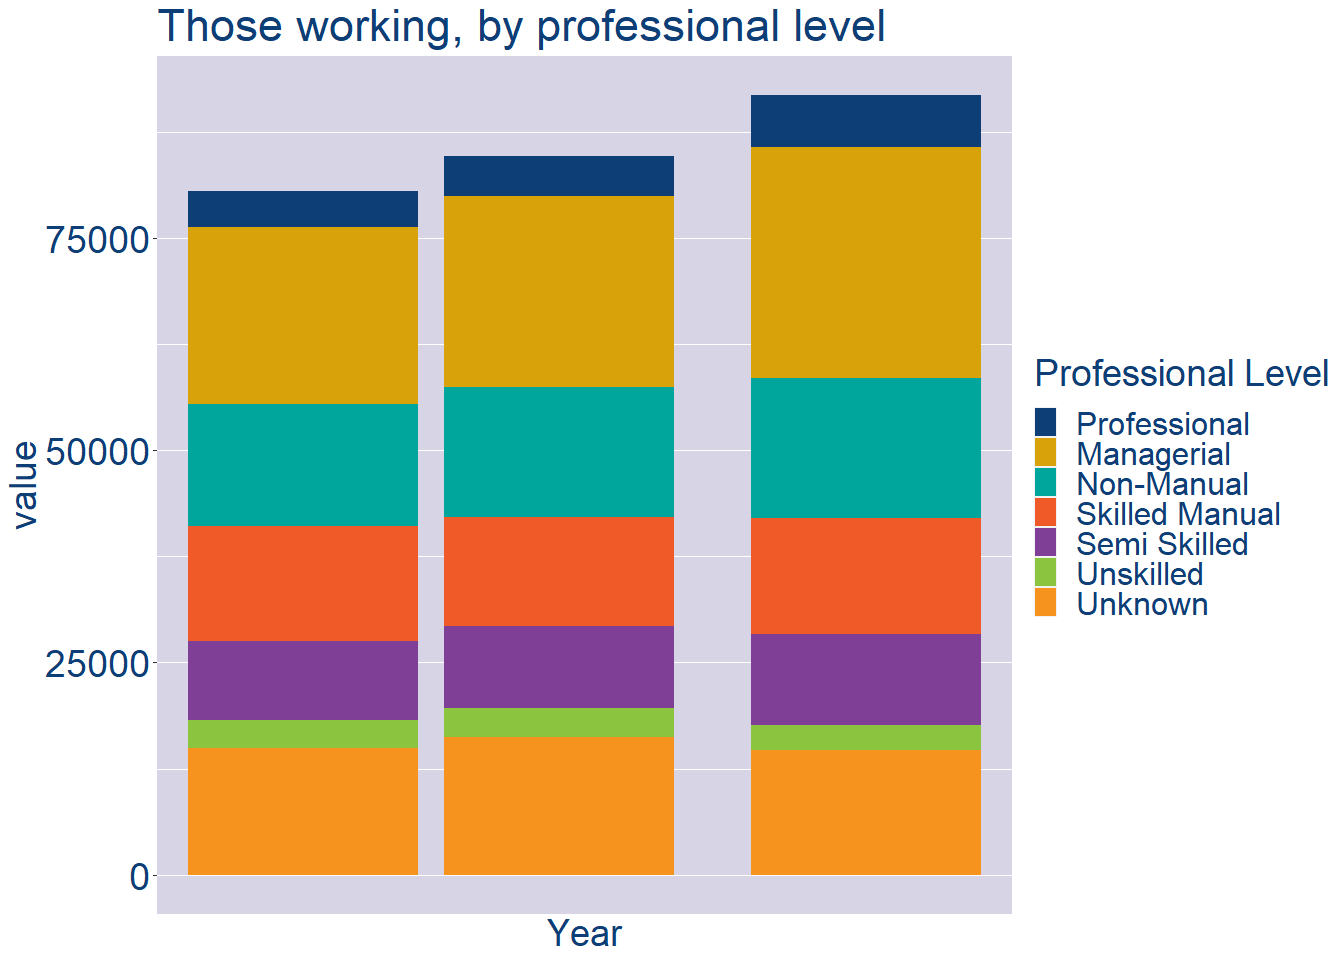 Those working, by professional level
value
75000
50000
25000
0
Year
Professional Level
Professional
Managerial
Non-Manual
Skilled Manual
Semi Skilled
Unskilled
Unknown